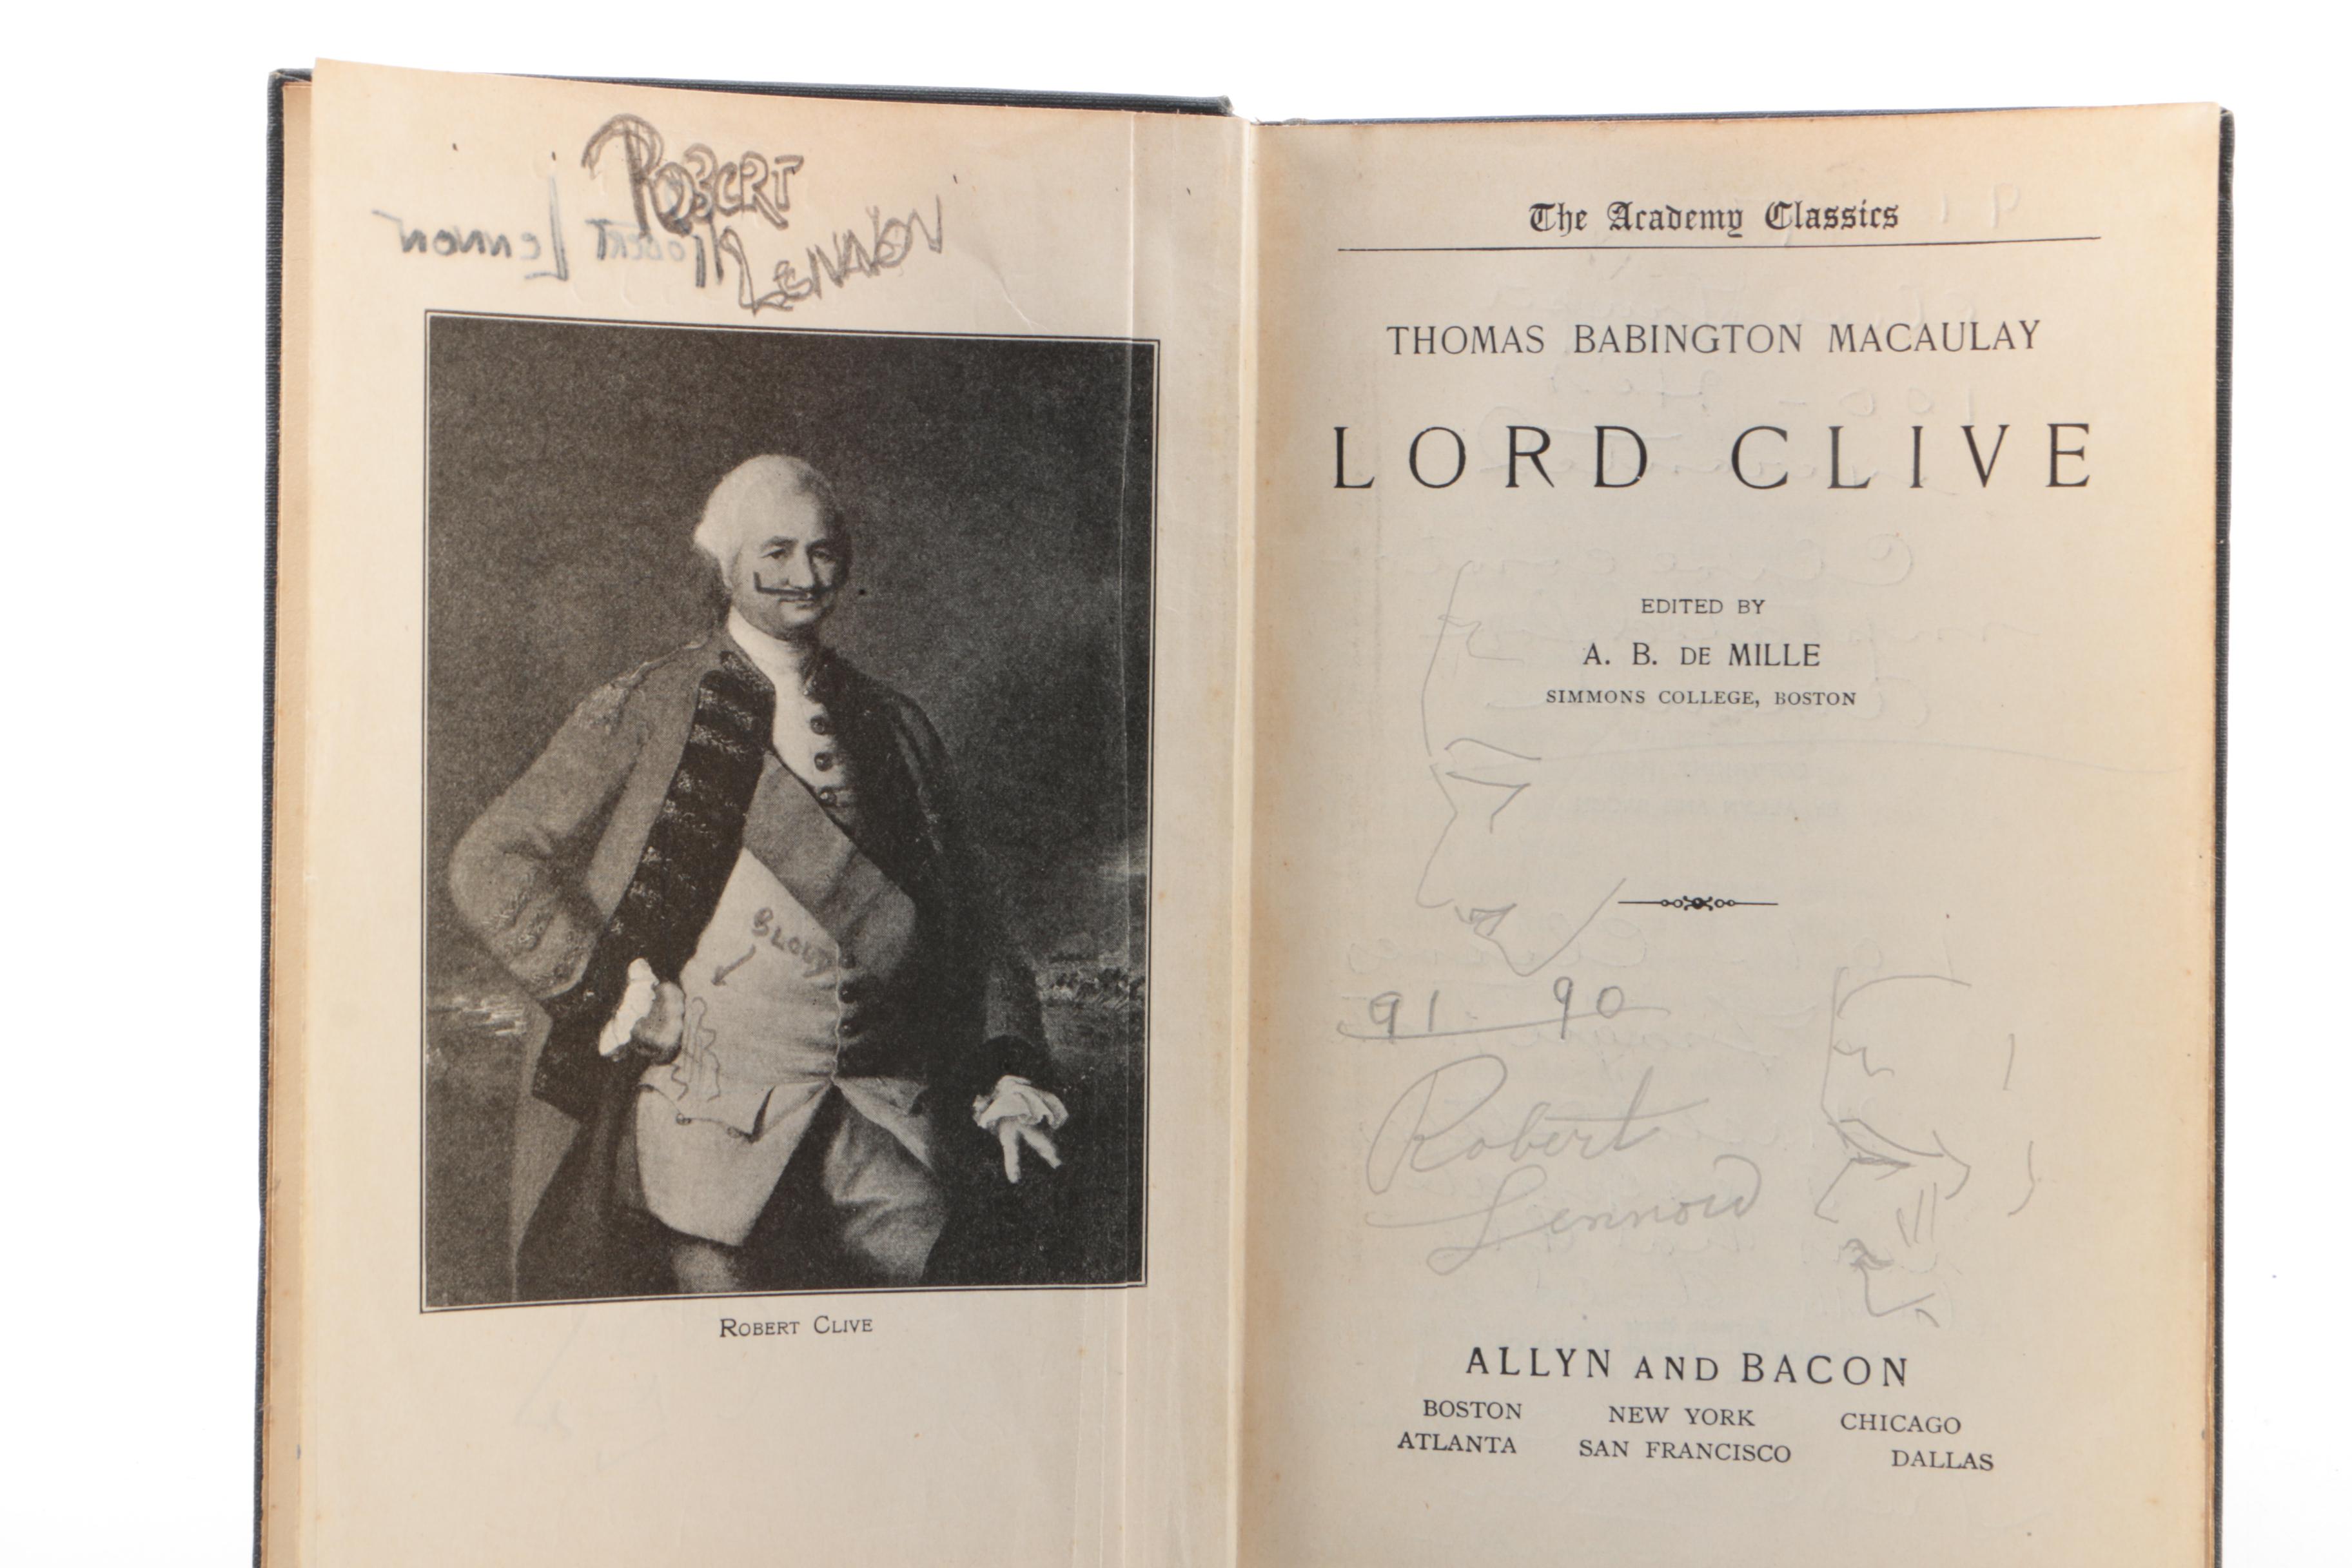 ROBERT
LENNON
Robert Lennon
BLOOD
ROBERT CLIVE
The Academy Classics
THOMAS BABINGTON MACAULAY
LORD CLIVE
EDITED BY
A. B. DE MILLE
SIMMONS COLLEGE, BOSTON
91 90
Robert
Lennon
ALLYN AND BACON
BOSTON NEW YORK CHICAGO
ATLANTA SAN FRANCISCO DALLAS